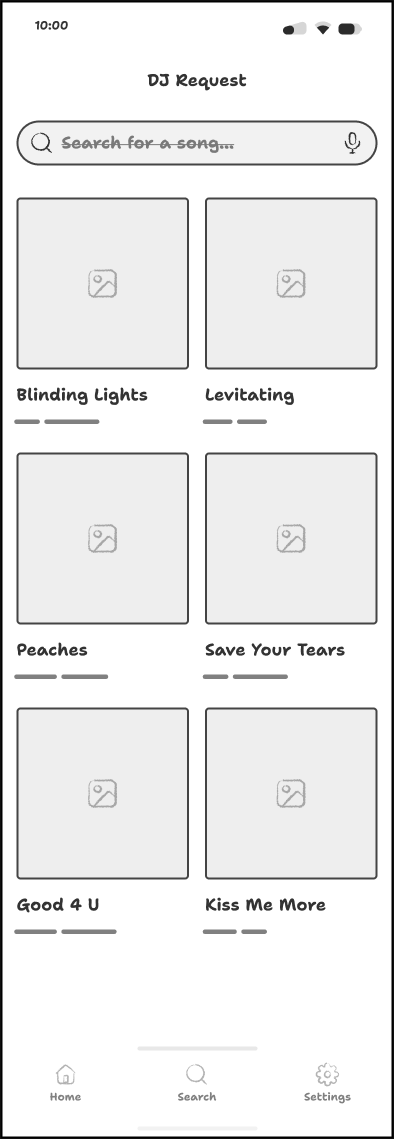 10:00
DJ Request
Search for a song...
Blinding Lights
Levitating
Peaches
Save Your Tears
Good 4 U
Kiss Me More
Home
Search
Settings